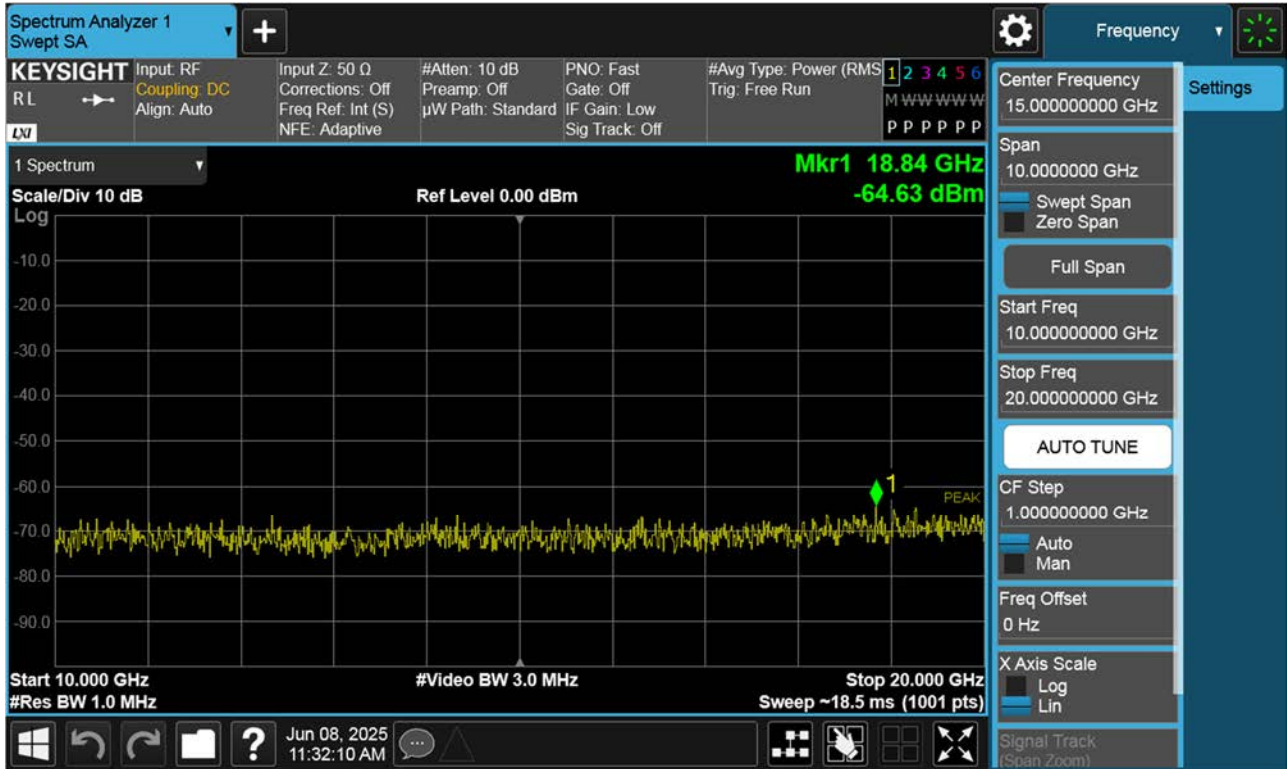 Spectrum Analyzer 1
Swept SA
Frequency
KEYSIGHT
R L
LXI
Input: RF
Coupling: DC
Align: Auto
Input Z: 50 Ω
Corrections: Off
Freq Ref: Int (S)
NFE: Adaptive
#Atten: 10 dB
Preamp: Off
µW Path: Standard
PNO: Fast
Gate: Off
IF Gain: Low
Sig Track: Off
#Avg Type: Power (RMS
Trig: Free Run
1 2 3 4 5 6
M W W W W W
P P P P P P
1 Spectrum
Mkr1 18.84 GHz
Scale/Div 10 dB
Ref Level 0.00 dBm
-64.63 dBm
Log
-10.0
-20.0
-30.0
-40.0
-50.0
-60.0
-70.0
-80.0
-90.0
1
PEAK
Start 10.000 GHz
#Video BW 3.0 MHz
Stop 20.000 GHz
#Res BW 1.0 MHz
Sweep ~18.5 ms (1001 pts)
Center Frequency
15.000000000 GHz
Settings
Span
10.0000000 GHz
Swept Span
Zero Span
Full Span
Start Freq
10.000000000 GHz
Stop Freq
20.000000000 GHz
AUTO TUNE
CF Step
1.000000000 GHz
Auto
Man
Freq Offset
0 Hz
X Axis Scale
Log
Lin
Signal Track
(Span Zoom)
?
Jun 08, 2025
11:32:10 AM